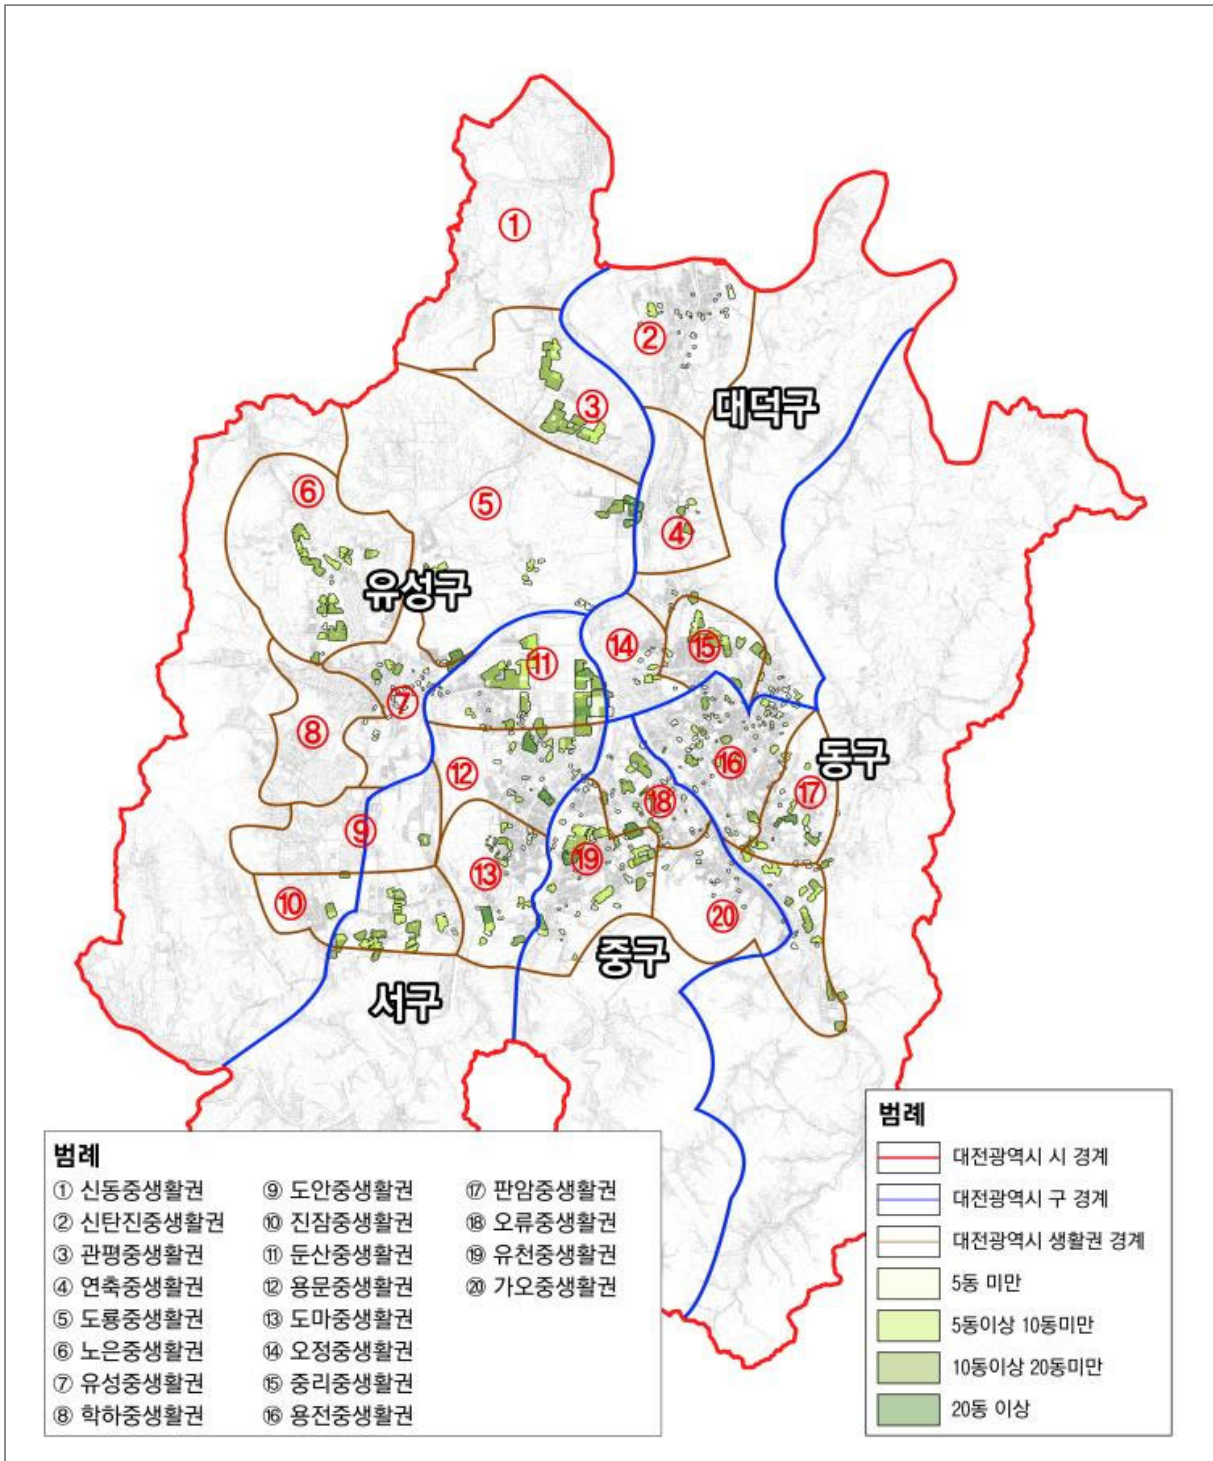 ①
②
대덕구
③
⑥
⑤
④
유성구
⑭
⑮
⑪
⑦
⑧
동구
⑯
⑫
⑰
⑱
⑨
⑲
⑬
⑩
⑳
중구
서구
범례
① 신동중생활권
② 신탄진중생활권
③ 관평중생활권
④ 연축중생활권
⑤ 도룡중생활권
⑥ 노은중생활권
⑦ 유성중생활권
⑧ 학하중생활권
⑨ 도안중생활권
⑩ 진잠중생활권
⑪ 둔산중생활권
⑫ 용문중생활권
⑬ 도마중생활권
⑭ 오정중생활권
⑮ 중리중생활권
⑯ 용전중생활권
⑰ 판암중생활권
⑱ 오류중생활권
⑲ 유천중생활권
⑳ 가오중생활권
범례
대전광역시 시 경계
대전광역시 구 경계
대전광역시 생활권 경계
5동 미만
5동이상 10동미만
10동이상 20동미만
20동 이상